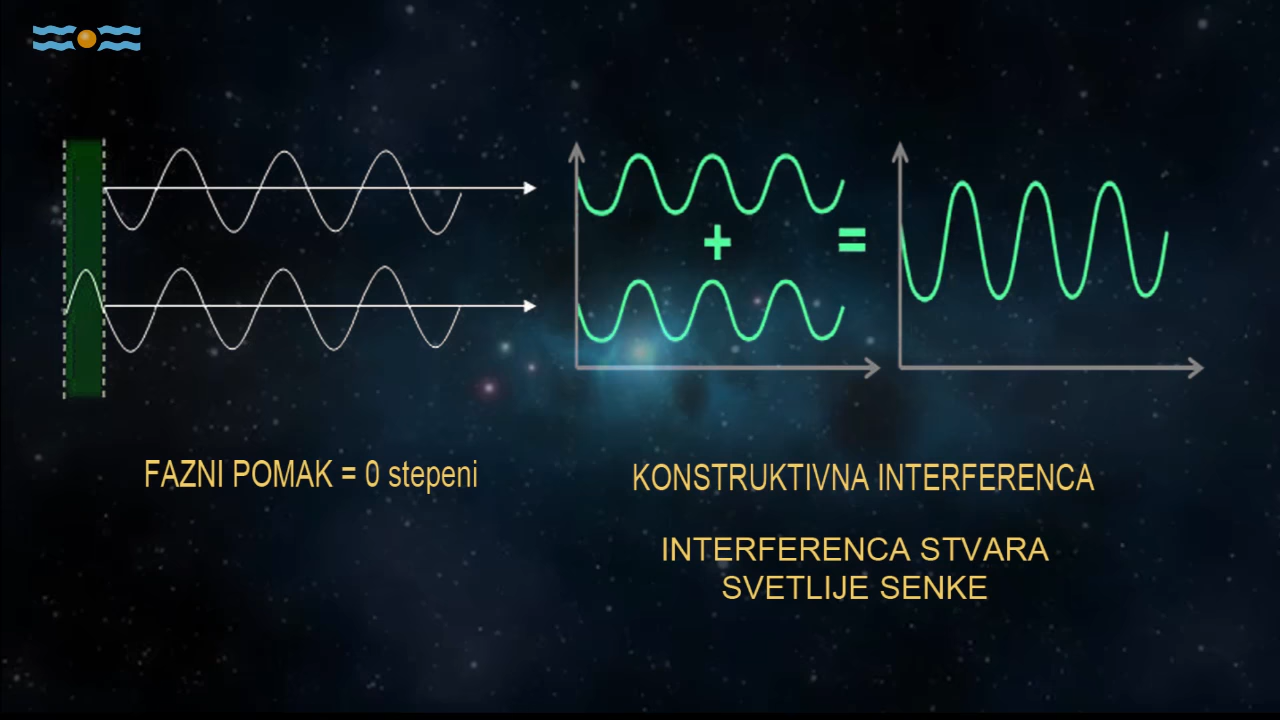 +
=
FAZNI POMAK = 0 stepeni
KONSTRUKTIVNA INTERFERENCA
INTERFERENCA STVARA
SVETLIJE SENKE